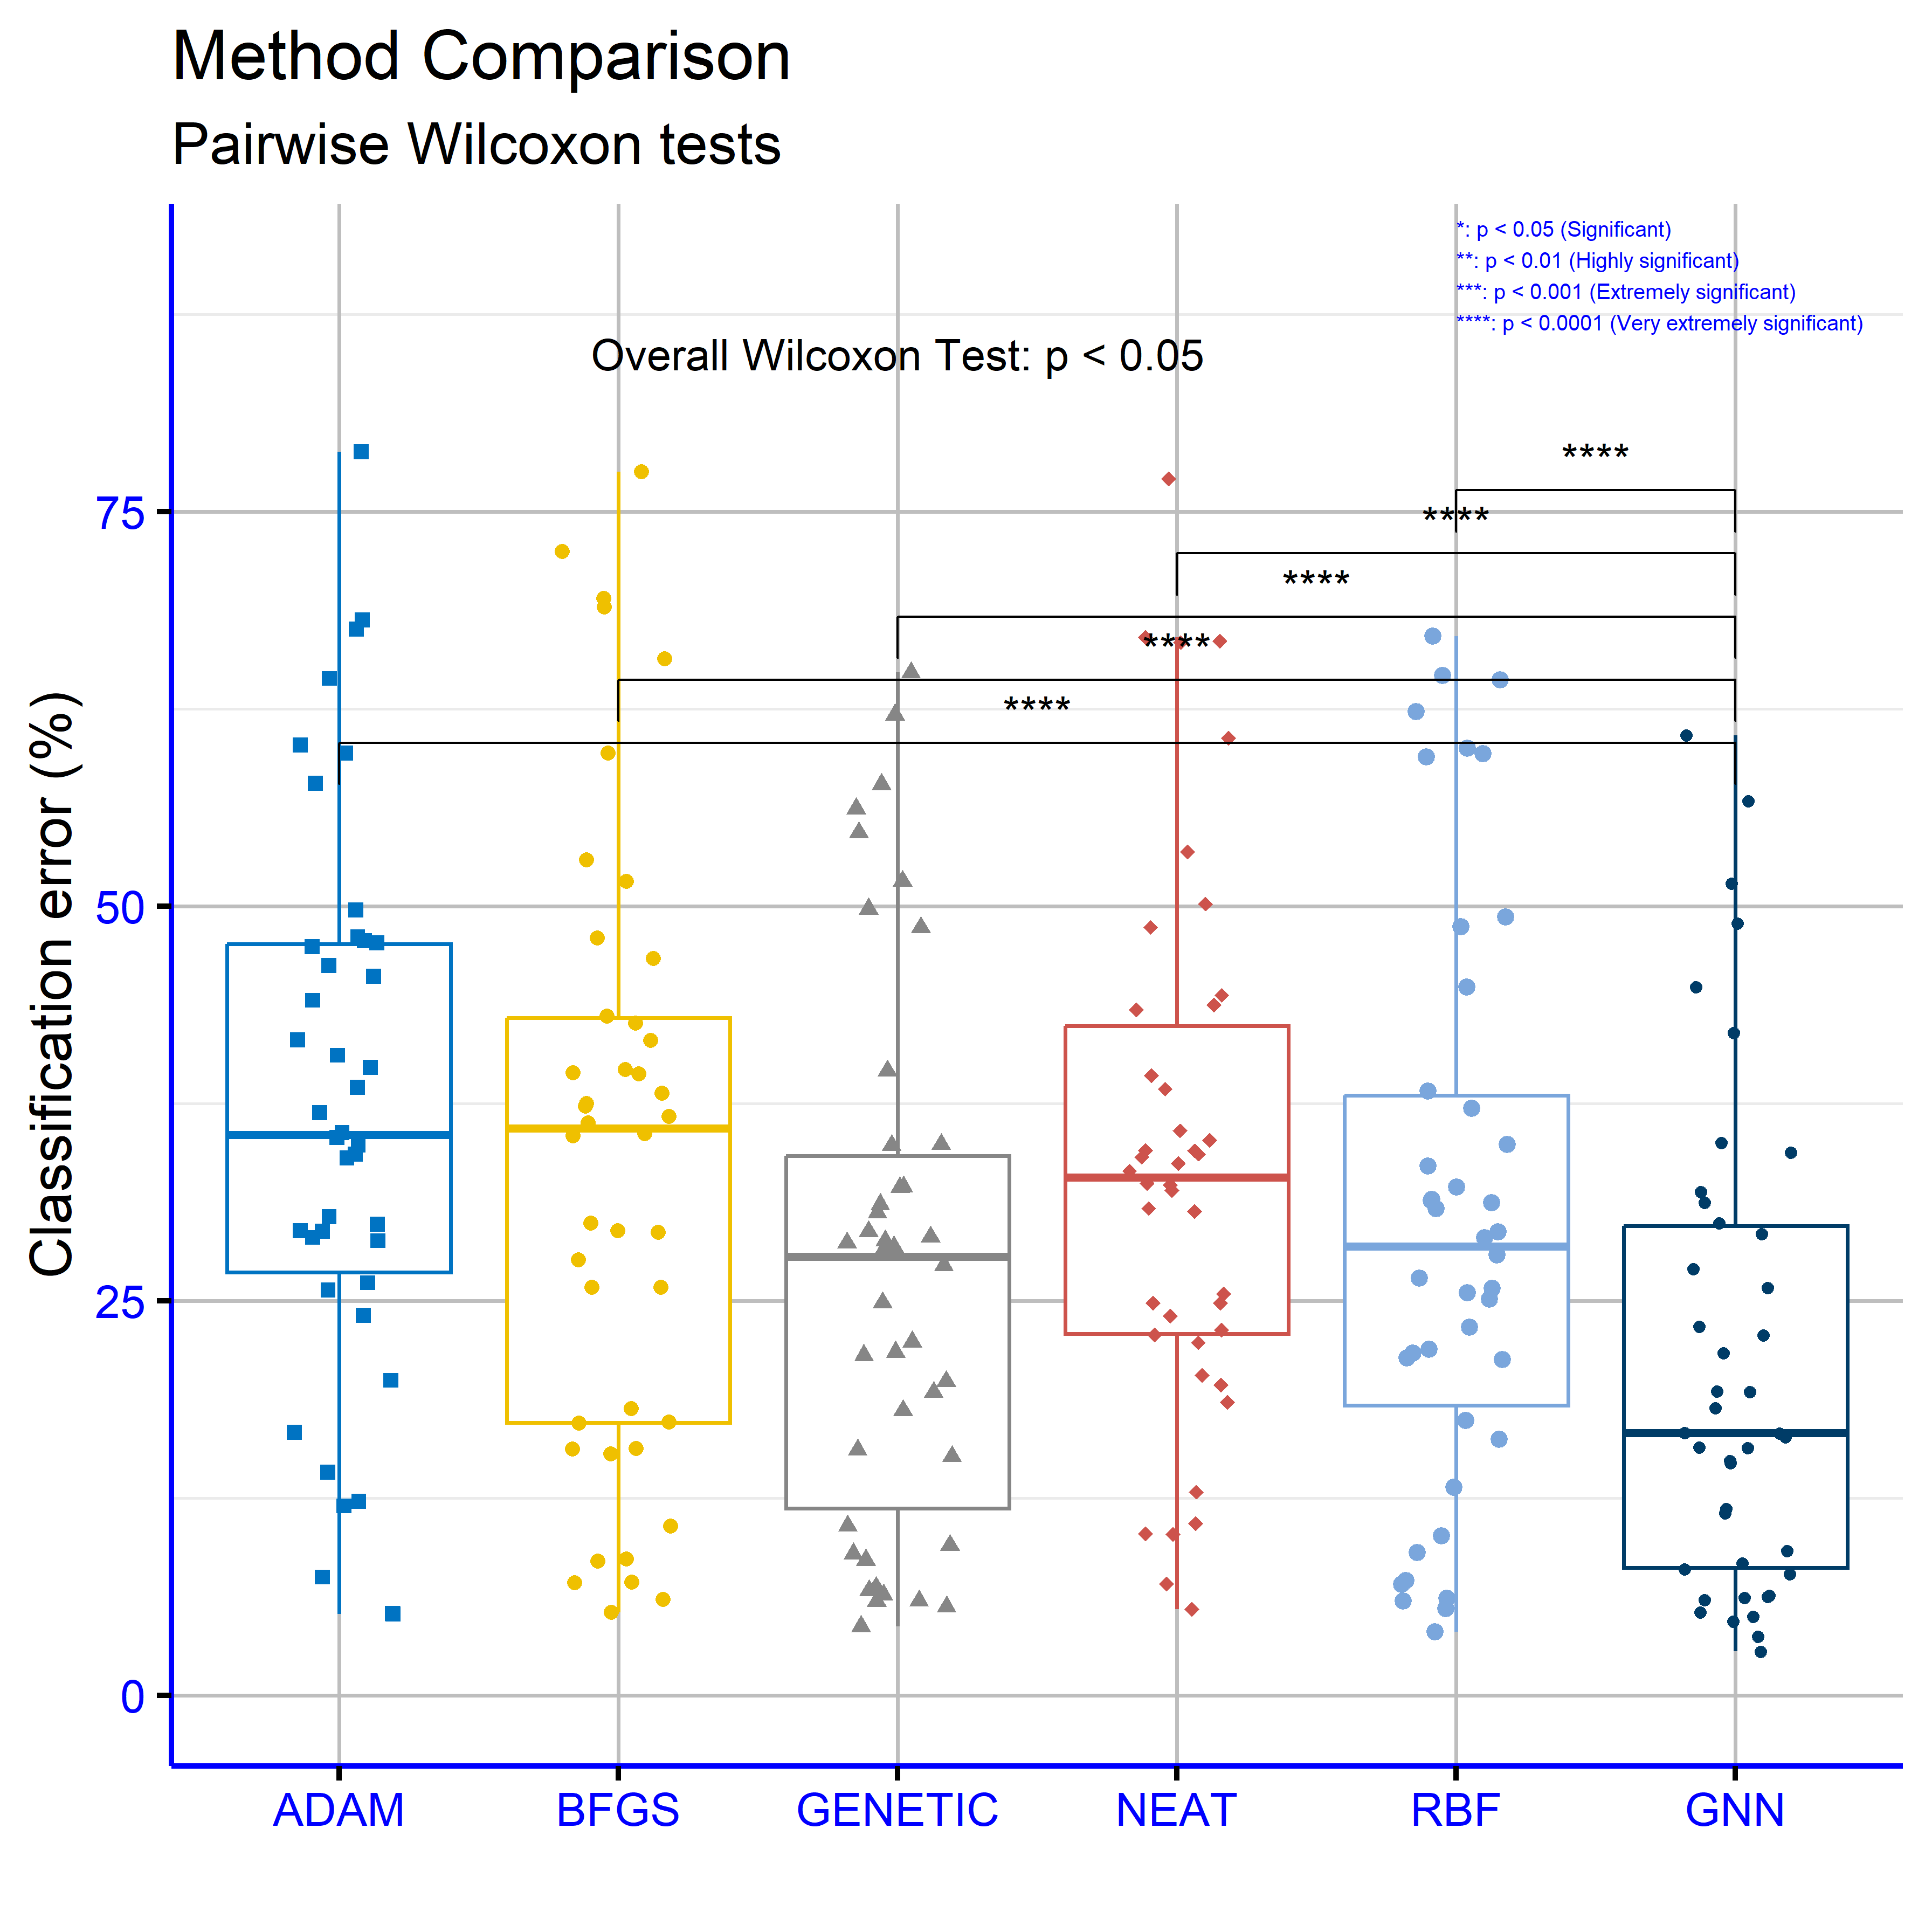 Method Comparison
Pairwise Wilcoxon tests
*: p < 0.05 (Significant)
**: p < 0.01 (Highly significant)
***: p < 0.001 (Extremely significant)
****: p < 0.0001 (Very extremely significant)
Overall Wilcoxon Test: p < 0.05
****
****
****
****
****
Classification error (%)
75
50
25
0
ADAM BFGS GENETIC NEAT RBF GNN